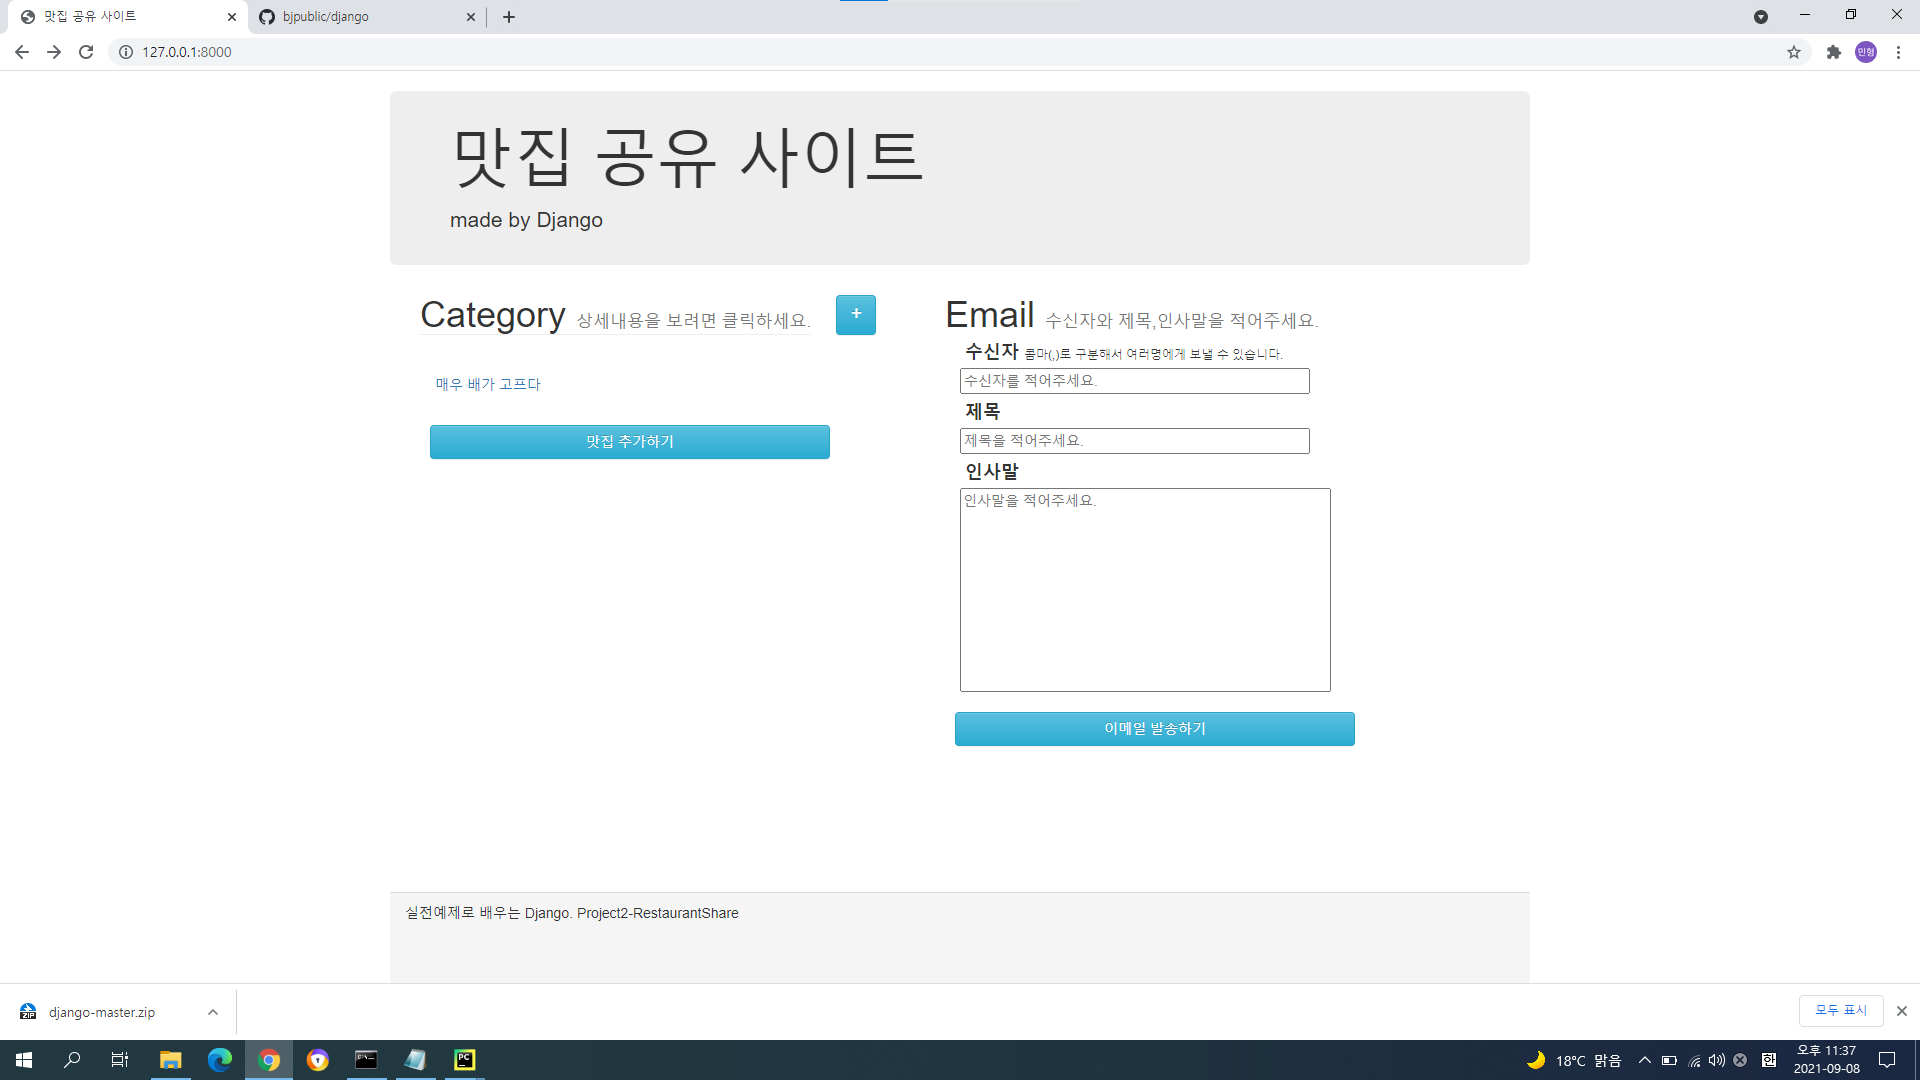 맛집 공유 사이트
bjpublic/django
127.0.0.1:8000
민형
맛집 공유 사이트
made by Django
Category 상세내용을 보려면 클릭하세요.
+
매우 배가 고프다
맛집 추가하기
Email 수신자와 제목,인사말을 적어주세요.
수신자 콤마(,)로 구분해서 여러명에게 보낼 수 있습니다.
수신자를 적어주세요.
제목
제목을 적어주세요.
인사말
인사말을 적어주세요.
이메일 발송하기
실전예제로 배우는 Django. Project2-RestaurantShare
ZIP
django-master.zip
모두 표시
PC
18°C 맑음
한
오후 11:37
2021-09-08